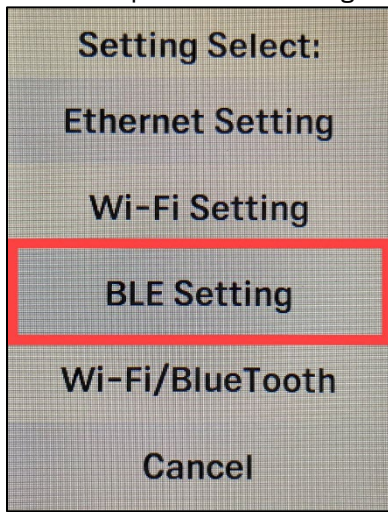 Setting Select:
Ethernet Setting
Wi-Fi Setting
BLE Setting
Wi-Fi/BlueTooth
Cancel